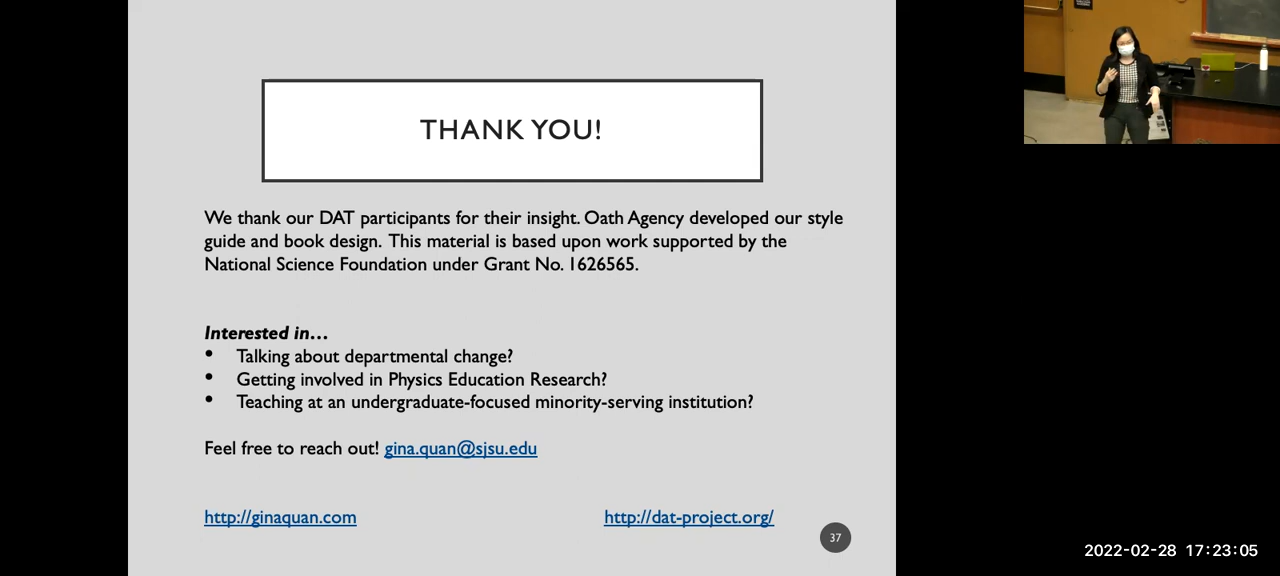 THANK YOU!
We thank our DAT participants for their insight. Oath Agency developed our style
guide and book design. This material is based upon work supported by the
National Science Foundation under Grant No. 1626565.
Interested in…
• Talking about departmental change?
• Getting involved in Physics Education Research?
• Teaching at an undergraduate-focused minority-serving institution?
Feel free to reach out! gina.quan@sjsu.edu
http://ginaquan.com
http://dat-project.org/
37
2022-02-28 17:23:05